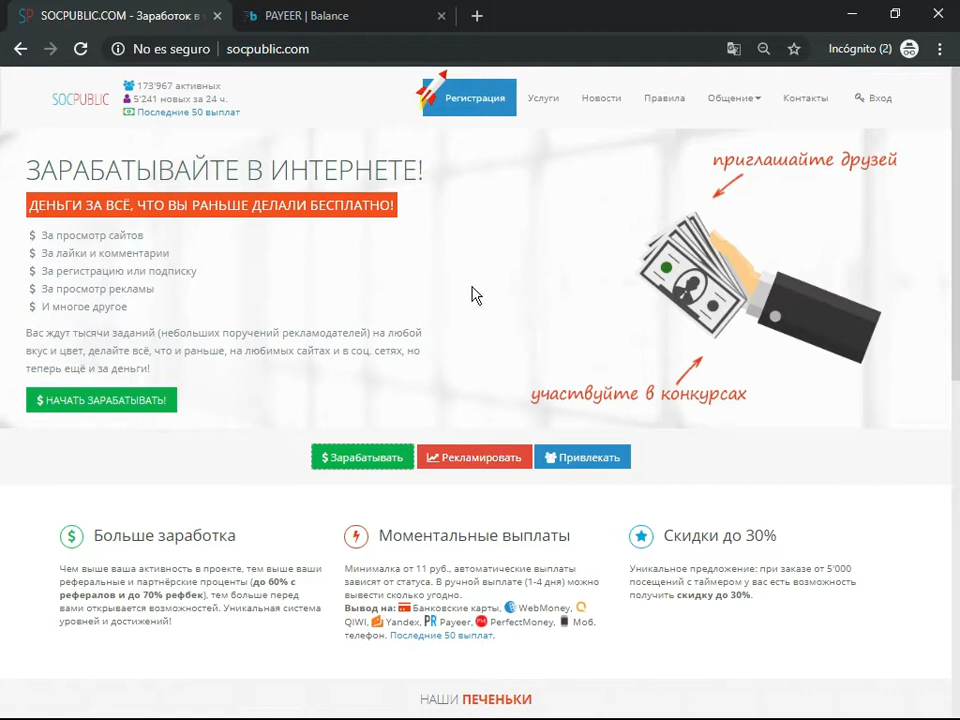 SOCPUBLIC.COM - Заработок в
PAYEER | Balance
No es seguro
socpublic.com
Incógnito (2)
SOCPUBLIC
173'967 активных
5'241 новых за 24 ч.
Последние 50 выплат
Регистрация
Услуги
Новости
Правила
Общение
Контакты
Вход
ЗАРАБАТЫВАЙТЕ В ИНТЕРНЕТЕ!
ДЕНЬГИ ЗА ВСЁ, ЧТО ВЫ РАНЬШЕ ДЕЛАЛИ БЕСПЛАТНО!
$ За просмотр сайтов
$ За лайки и комментарии
$ За регистрацию или подписку
$ За просмотр рекламы
$ И многое другое
Вас ждут тысячи заданий (небольших поручений рекламодателей) на любой
вкус и цвет, делайте всё, что и раньше, на любимых сайтах и в соц. сетях, но
теперь ещё и за деньги!
$ НАЧАТЬ ЗАРАБАТЫВАТЬ!
приглашайте друзей
участвуйте в конкурсах
$ Зарабатывать
Рекламировать
Привлекать
Больше заработка
Чем выше ваша активность в проекте, тем выше ваши
реферальные и партнёрские проценты (до 60% с
рефералов и до 70% рефбек), тем больше перед
вами открывается возможностей. Уникальная система
уровней и достижений!
Моментальные выплаты
Минималка от 11 руб., автоматические выплаты
зависят от статуса. В ручной выплате (1-4 дня) можно
вывести сколько угодно.
Вывод на: Банковские карты, WebMoney,
QIWI, Yandex, Payeer, PerfectMoney, Моб.
телефон. Последние 50 выплат.
Скидки до 30%
Уникальное предложение: при заказе от 5'000
посещений с таймером у вас есть возможность
получить скидку до 30%.
НАШИ ПЕЧЕНЬКИ